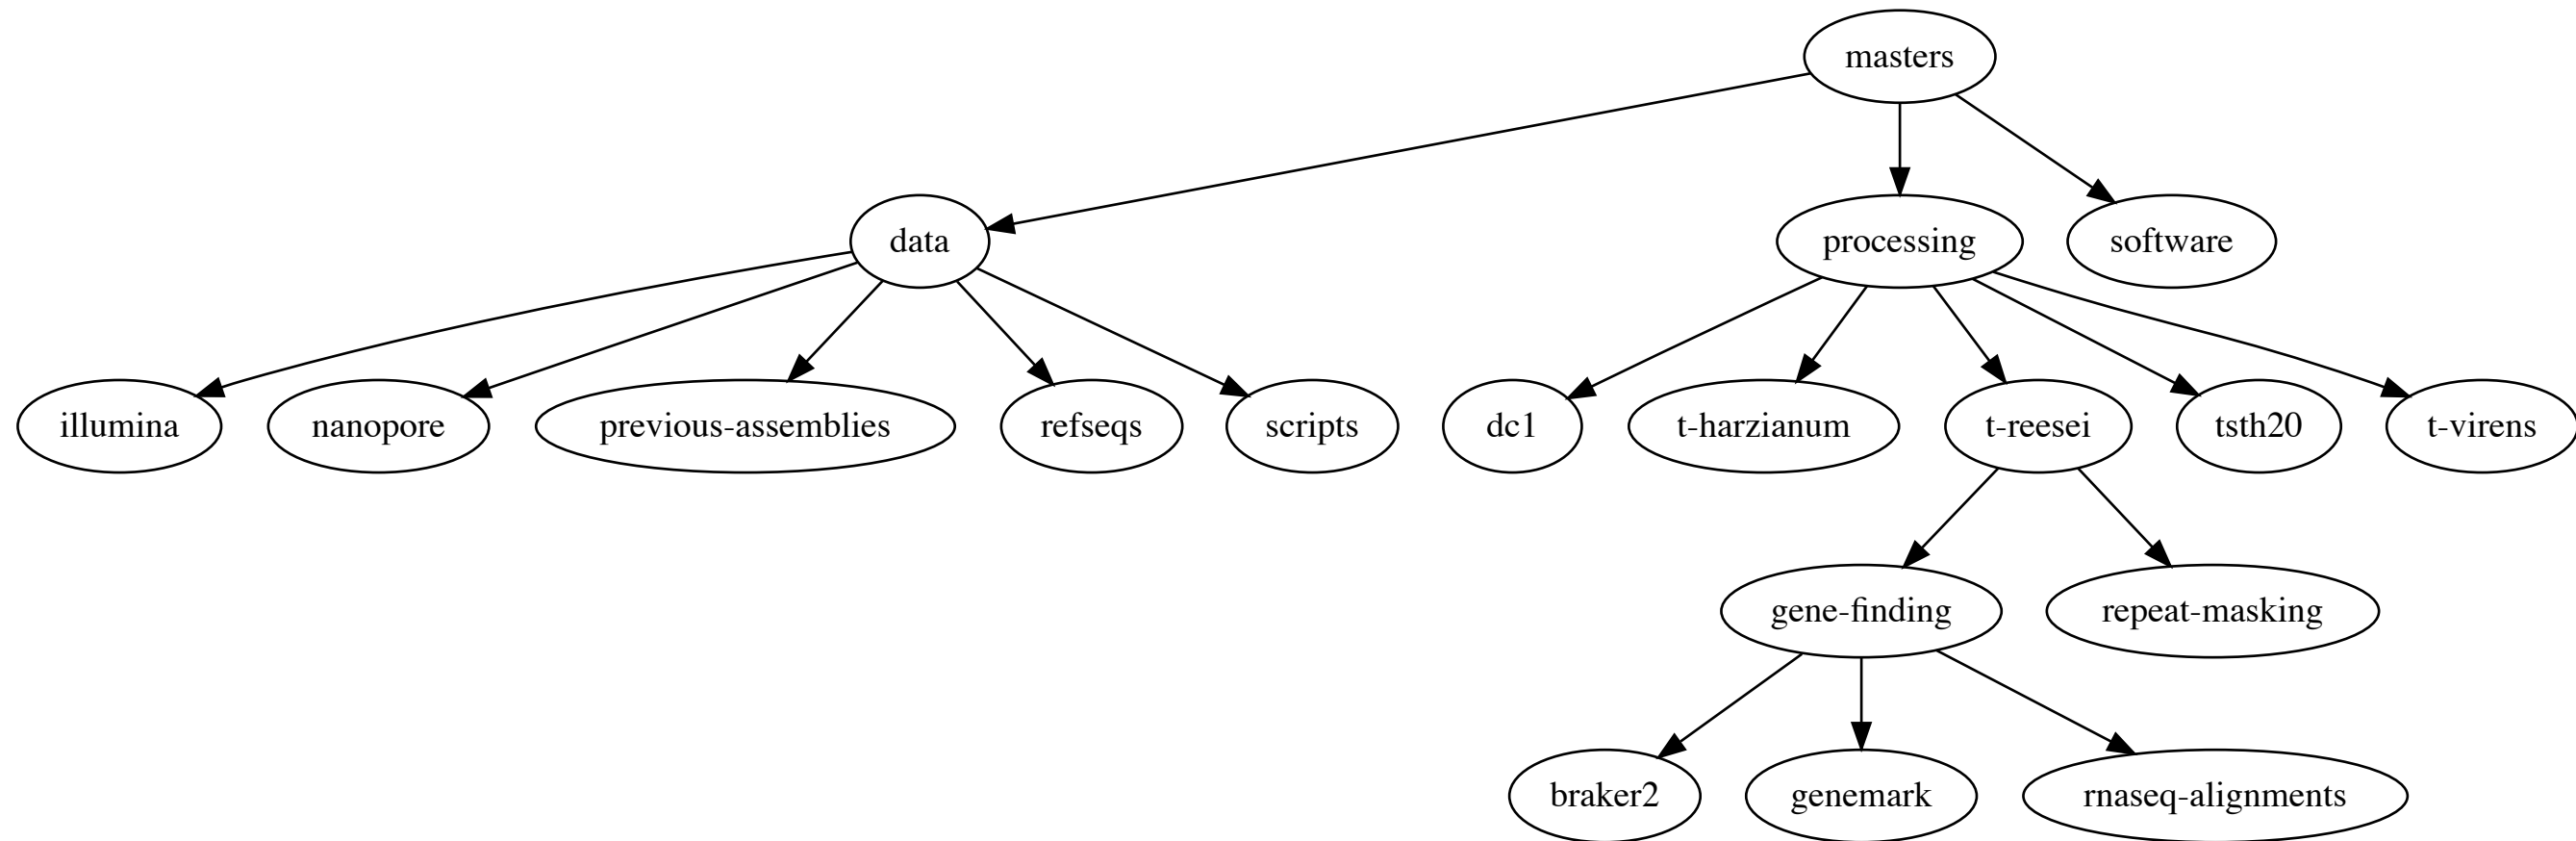 masters
data
processing
software
illumina
nanopore
previous-assemblies
refseqs
scripts
dc1
t-harzianum
t-reesei
tsth20
t-virens
gene-finding
repeat-masking
braker2
genemark
rnaseq-alignments